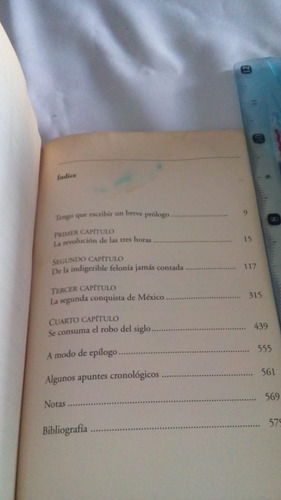 Índice
Tengo que escribir un breve prólogo ........ 9
PRIMER CAPÍTULO
La revolución de las tres horas ........ 15
SEGUNDO CAPÍTULO
De la indigerible felonía jamás contada ........ 117
TERCER CAPÍTULO
La segunda conquista de México ........ 315
CUARTO CAPÍTULO
Se consuma el robo del siglo ........ 439
A modo de epílogo ........ 555
Algunos apuntes cronológicos ........ 561
Notas ........ 569
Bibliografía ........